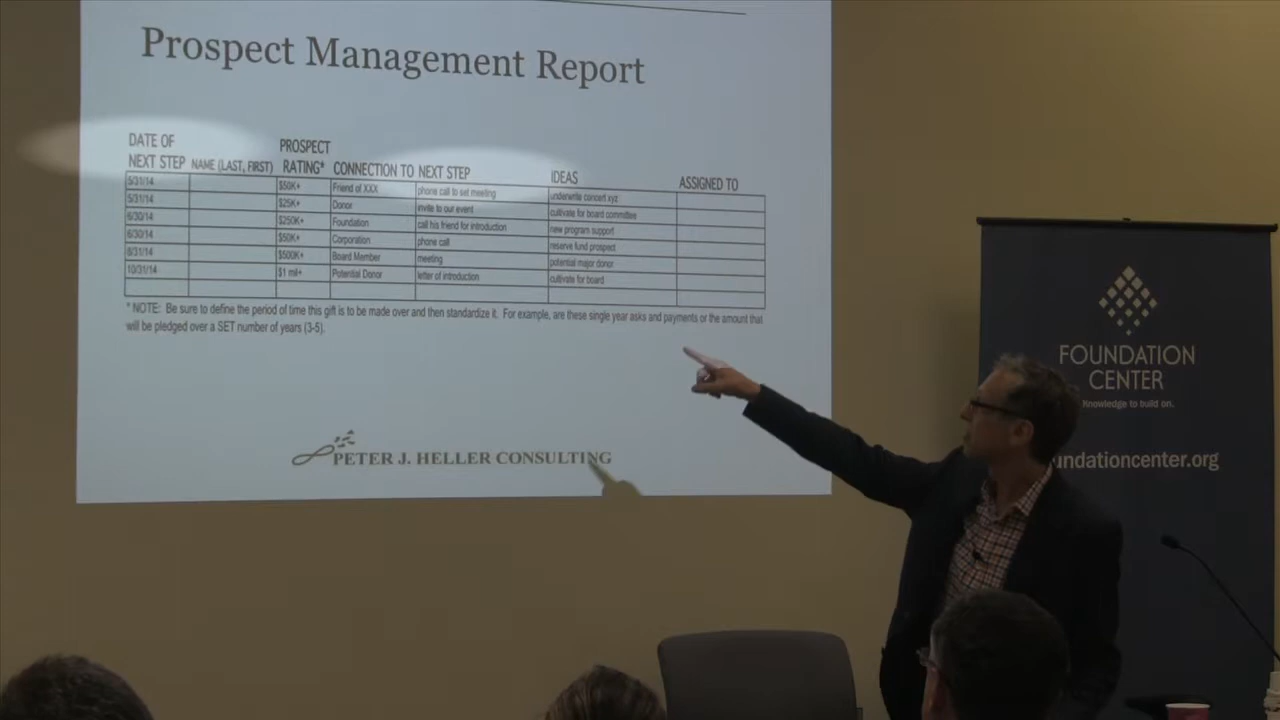 Prospect Management Report
DATE OF NEXT STEP NAME (LAST, FIRST) PROSPECT RATING* CONNECTION TO NEXT STEP IDEAS ASSIGNED TO
5/31/14 $50K+ Friend of XXX phone call to set meeting underwrite concert xyz
5/31/14 $25K+ Donor invite to our event cultivate for board committee
6/30/14 $250K+ Foundation call his friend for introduction new program support
6/30/14 $50K+ Corporation phone call reserve fund prospect
8/31/14 $500K+ Board Member meeting potential major donor
10/31/14 $1 mil+ Potential Donor letter of introduction cultivate for board
* NOTE: Be sure to define the period of time this gift is to be made over and then standardize it. For example, are these single year asks and payments or the amount that
will be pledged over a SET number of years (3-5).
PETER J. HELLER CONSULTING
FOUNDATION
CENTER
Knowledge to build on.
undationcenter.org